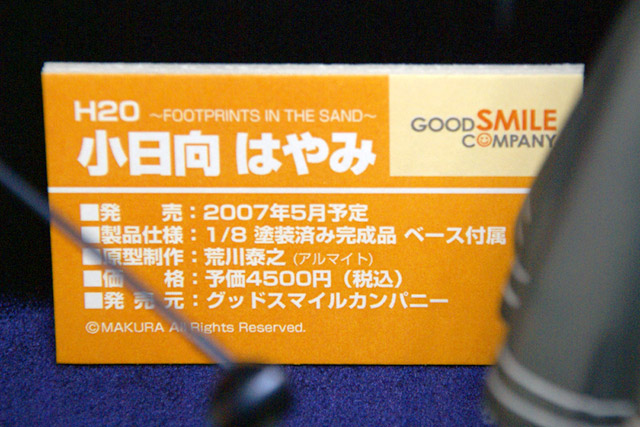 H2O ~FOOTPRINTS IN THE SAND~
小日向 はやみ
GOOD SMILE
COMPANY
■発　売：2007年5月予定
■製品仕様：1/8 塗装済み完成品 ベース付属
■原型制作：荒川泰之 (アルマイト)
■価　格：予価4500円（税込）
■発 売 元：グッドスマイルカンパニー
©MAKURA All Rights Reserved.